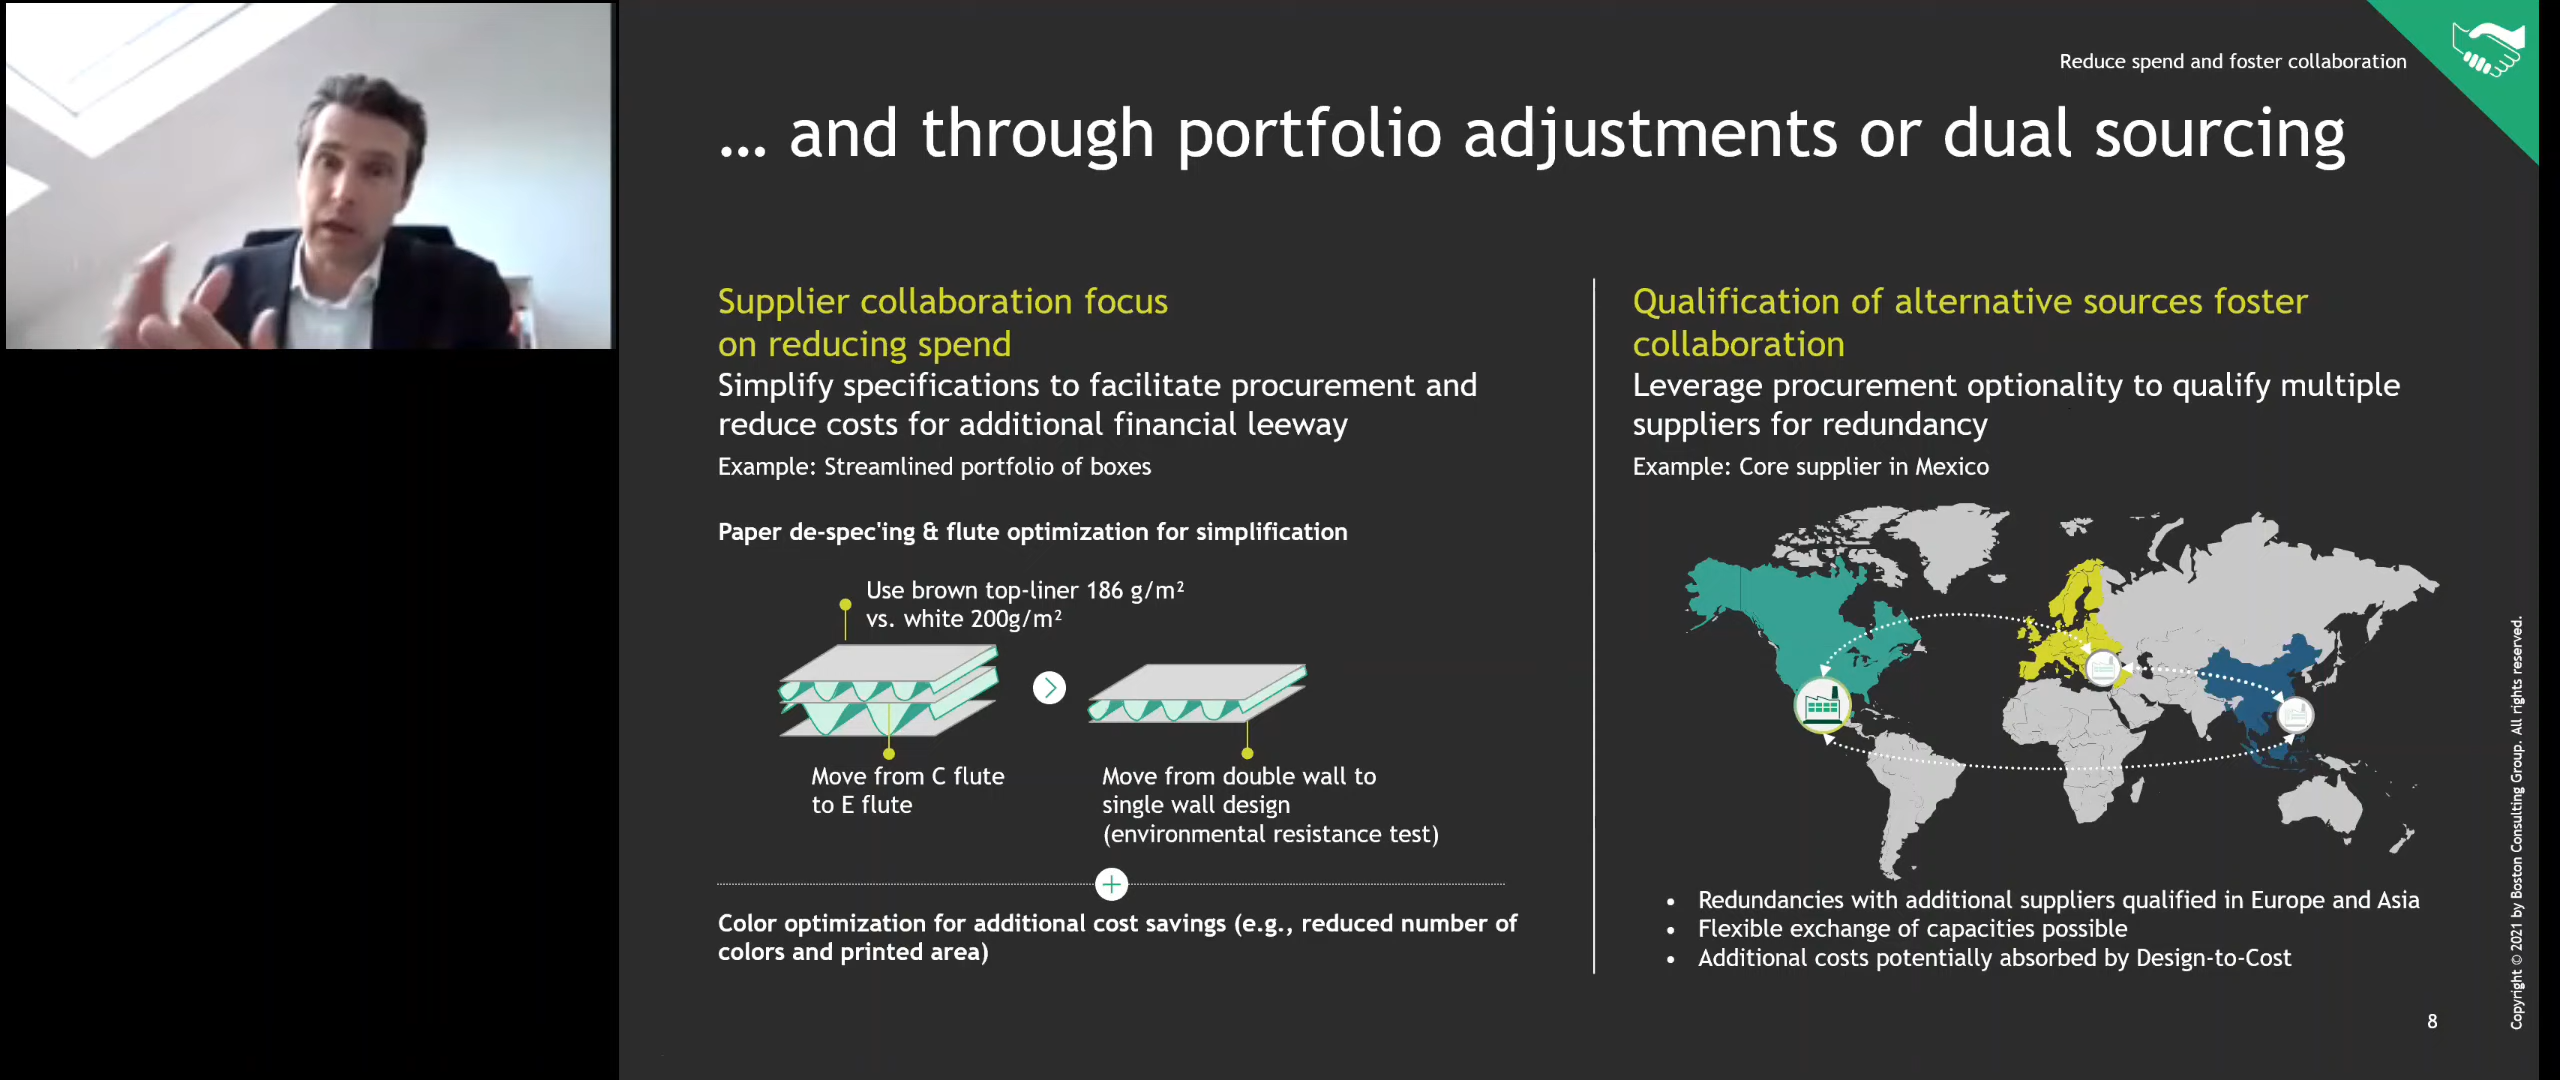 Reduce spend and foster collaboration
... and through portfolio adjustments or dual sourcing
Supplier collaboration focus
on reducing spend
Simplify specifications to facilitate procurement and
reduce costs for additional financial leeway
Example: Streamlined portfolio of boxes
Paper de-spec'ing & flute optimization for simplification
Use brown top-liner 186 g/m²
vs. white 200g/m²
Move from C flute
to E flute
Move from double wall to
single wall design
(environmental resistance test)
Color optimization for additional cost savings (e.g., reduced number of
colors and printed area)
Qualification of alternative sources foster
collaboration
Leverage procurement optionality to qualify multiple
suppliers for redundancy
Example: Core supplier in Mexico
• Redundancies with additional suppliers qualified in Europe and Asia
• Flexible exchange of capacities possible
• Additional costs potentially absorbed by Design-to-Cost
8
Copyright © 2021 by Boston Consulting Group. All rights reserved.